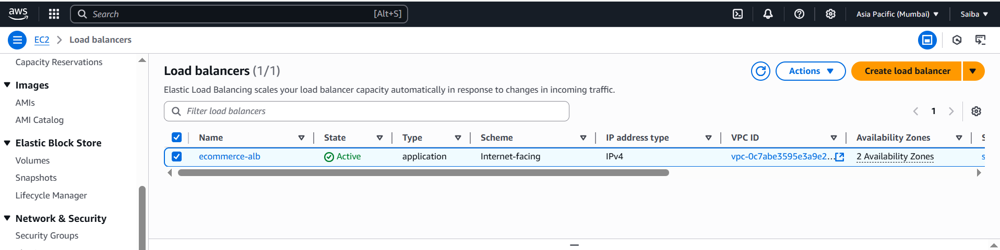 aws Search [Alt+S] Asia Pacific (Mumbai) Saiba
EC2 Load balancers
Capacity Reservations
Images
AMIs
AMI Catalog
Elastic Block Store
Volumes
Snapshots
Lifecycle Manager
Network & Security
Security Groups
Load balancers (1/1)
Actions
Create load balancer
Elastic Load Balancing scales your load balancer capacity automatically in response to changes in incoming traffic.
Filter load balancers
1
Name State Type Scheme IP address type VPC ID Availability Zones S
ecommerce-alb Active application Internet-facing IPv4 vpc-0c7abe3595e3a9e2... 2 Availability Zones s